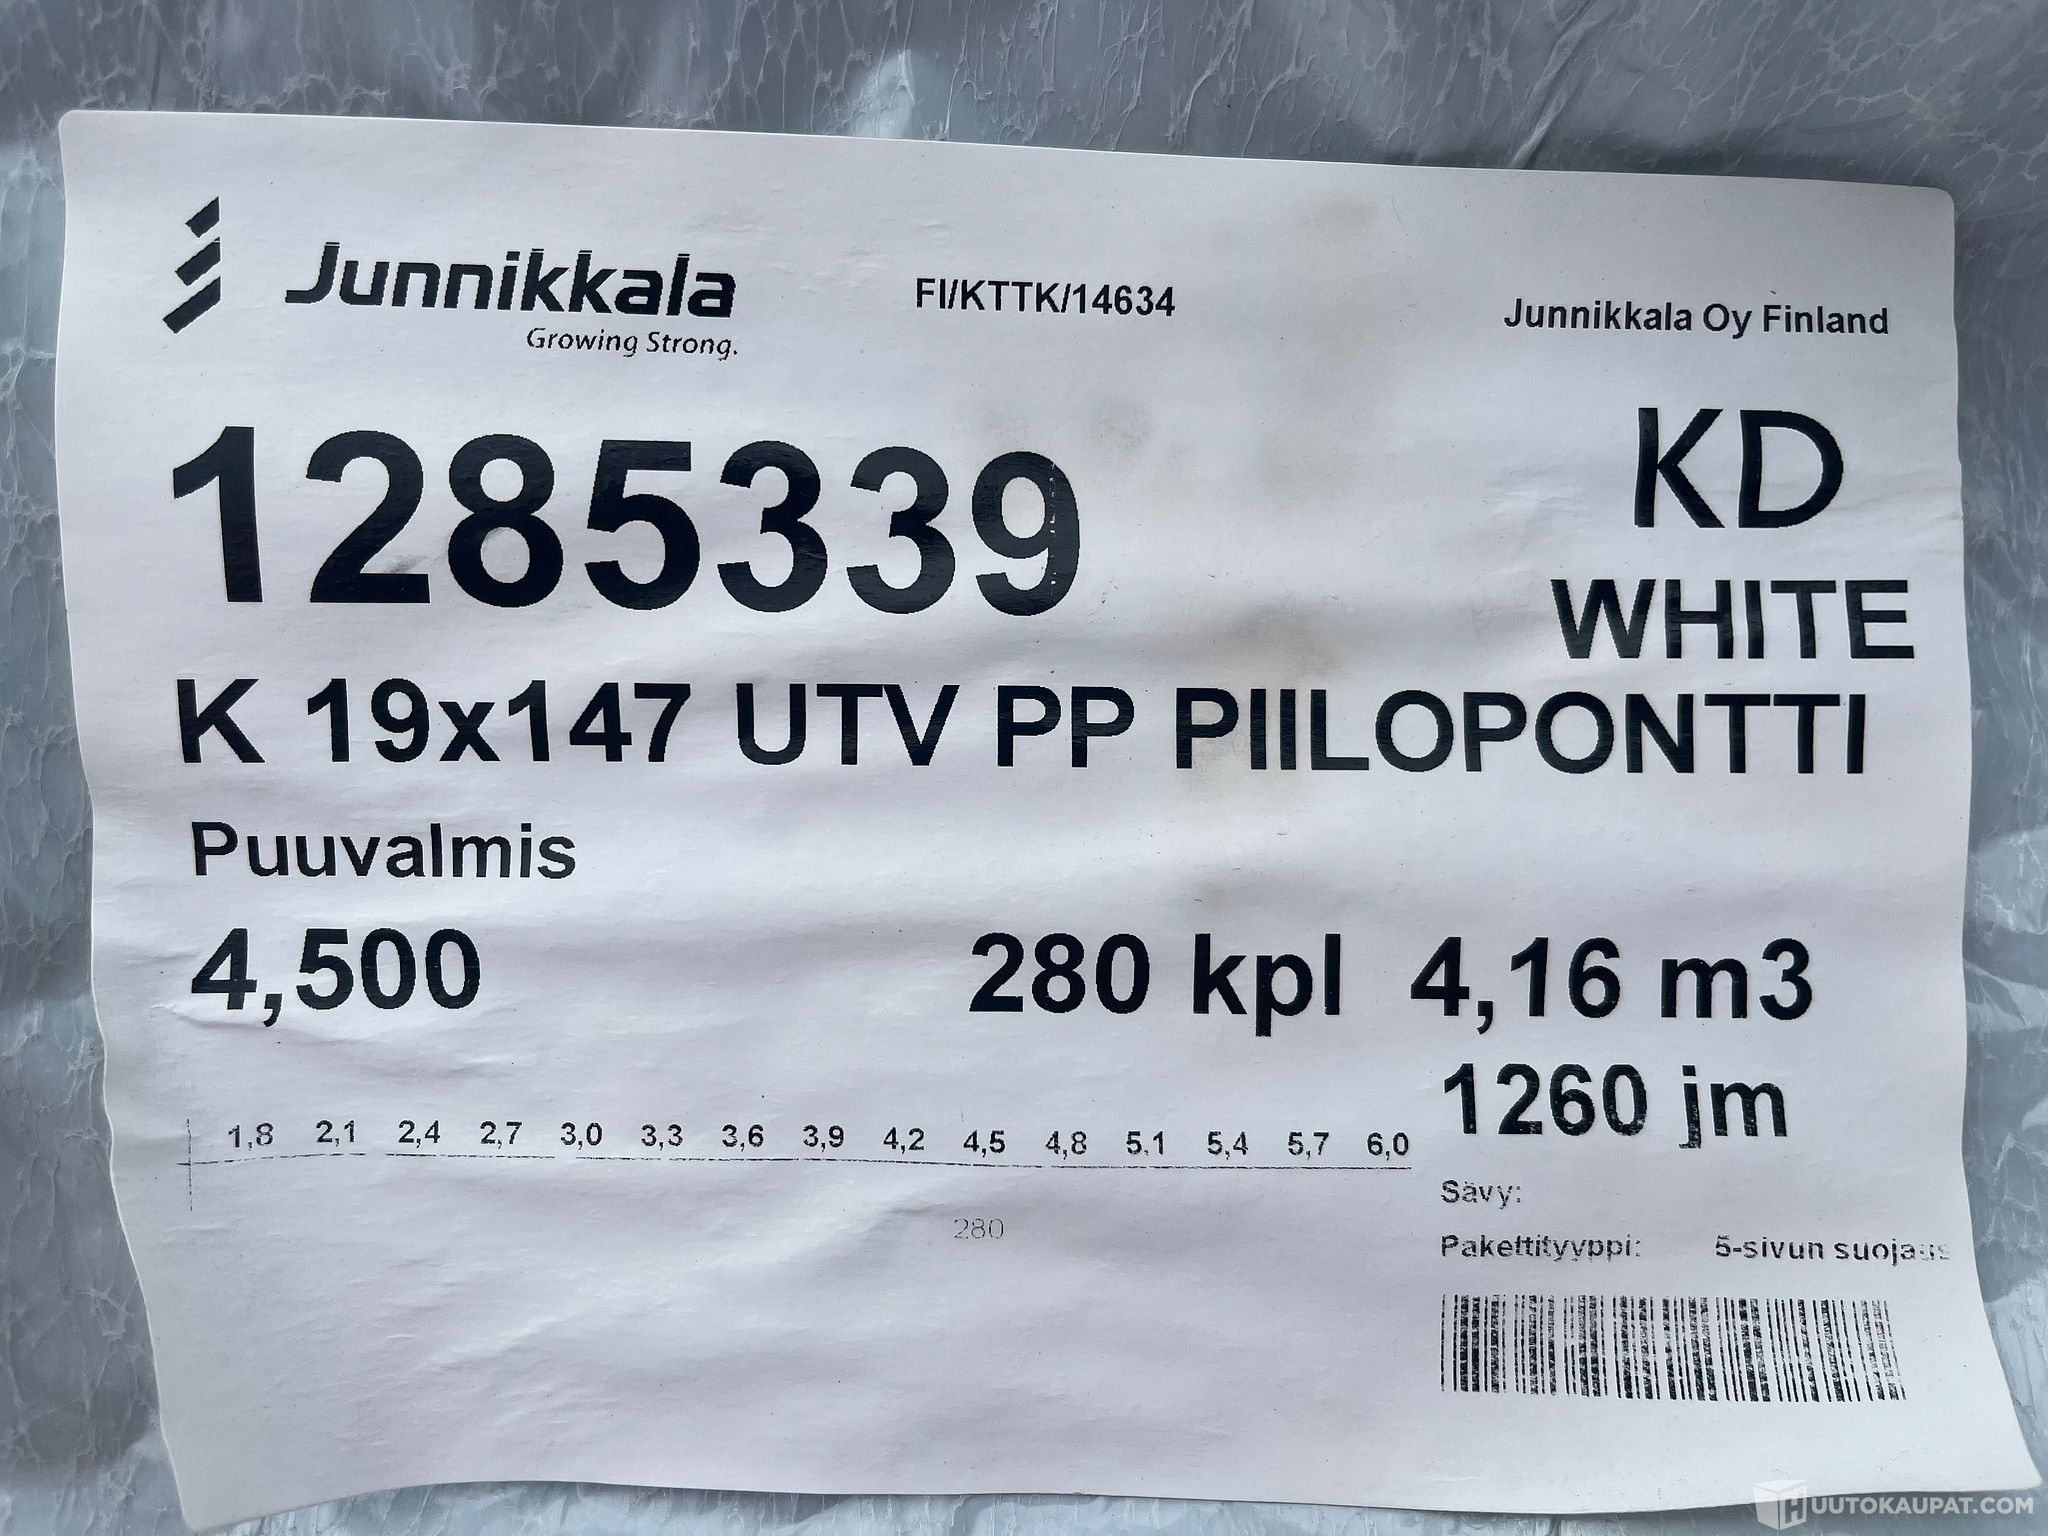 Junnikkala
Growing Strong.
FI/KTTK/14634
Junnikkala Oy Finland
1285339
KD
WHITE
K 19x147 UTV PP PIILOPONTTI
Puuvalmis
4,500 280 kpl 4,16 m3
1260 jm
1,8 2,1 2,4 2,7 3,0 3,3 3,6 3,9 4,2 4,5 4,8 5,1 5,4 5,7 6,0
280
Sävy:
Pakettityyppi: 5-sivun suojaus
HUUTOKAUPAT.COM